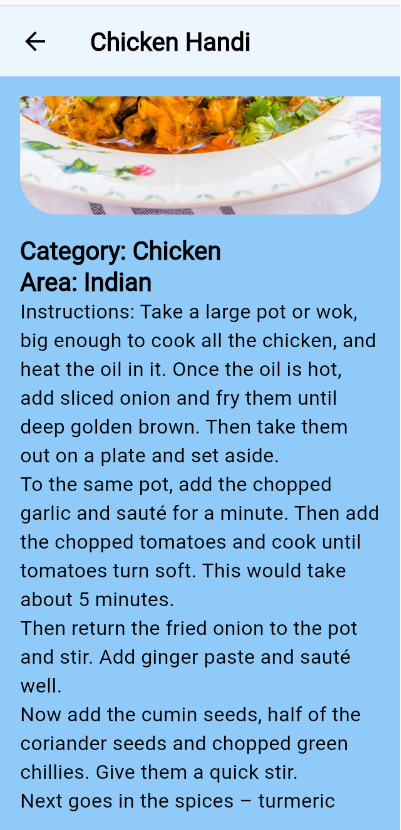 Chicken Handi
Category: Chicken
Area: Indian
Instructions: Take a large pot or wok,
big enough to cook all the chicken, and
heat the oil in it. Once the oil is hot,
add sliced onion and fry them until
deep golden brown. Then take them
out on a plate and set aside.
To the same pot, add the chopped
garlic and sauté for a minute. Then add
the chopped tomatoes and cook until
tomatoes turn soft. This would take
about 5 minutes.
Then return the fried onion to the pot
and stir. Add ginger paste and sauté
well.
Now add the cumin seeds, half of the
coriander seeds and chopped green
chillies. Give them a quick stir.
Next goes in the spices – turmeric